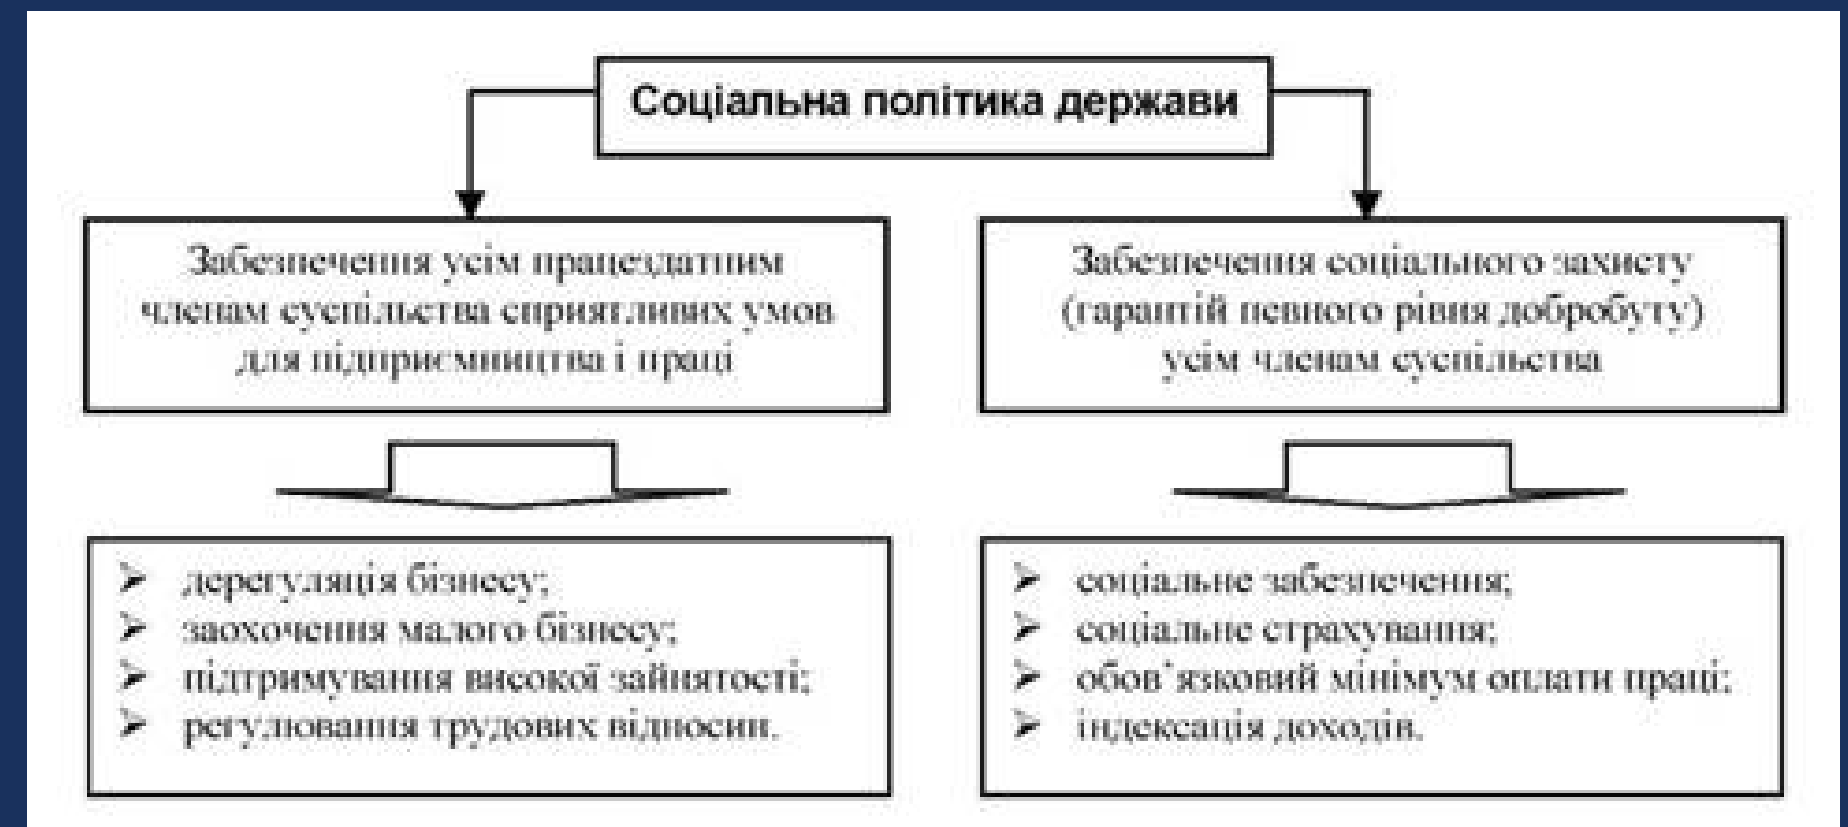 Соціальна політика держави
Забезпечення усім працездатним
членам суспільства сприятливих умов
для підприємництва і праці
Забезпечення соціального захисту
(гарантій певного рівня добробуту)
усім членам суспільства
дерегуляція бізнесу;
заохочення малого бізнесу;
підтримування високої зайнятості;
регулювання трудових відносин.
соціальне забезпечення;
соціальне страхування;
обов’язковий мінімум оплати праці;
індексація доходів.